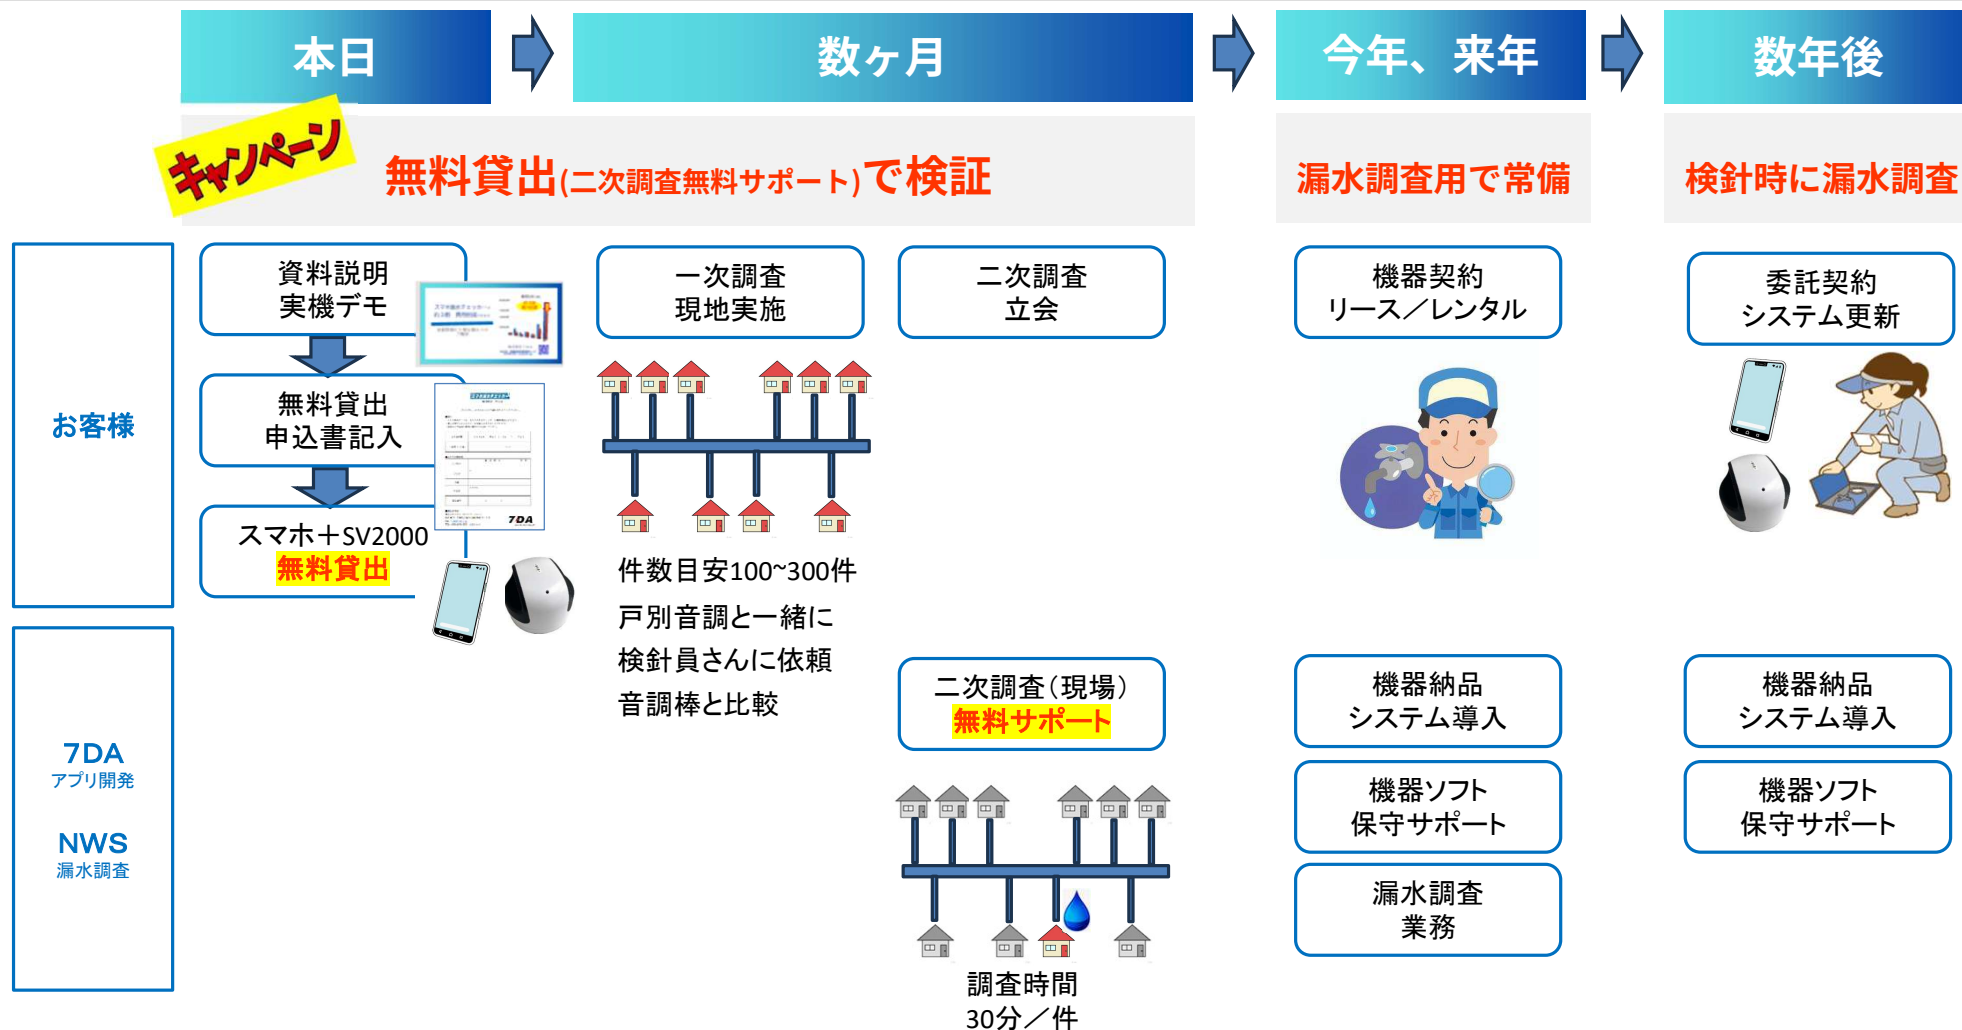 本日
数ヶ月
今年、来年
数年後
キャンペーン
無料貸出(二次調査無料サポート)で検証
漏水調査用で常備
検針時に漏水調査
お客様
資料説明
実機デモ
無料貸出
申込書記入
スマホ＋SV2000
無料貸出
7DA
一次調査
現地実施
件数目安100~300件
戸別音調と一緒に
検針員さんに依頼
音調棒と比較
二次調査
立会
機器契約
リース／レンタル
委託契約
システム更新
7DA
アプリ開発
NWS
漏水調査
二次調査（現場）
無料サポート
調査時間
30分／件
機器納品
システム導入
機器ソフト
保守サポート
漏水調査
業務
機器納品
システム導入
機器ソフト
保守サポート